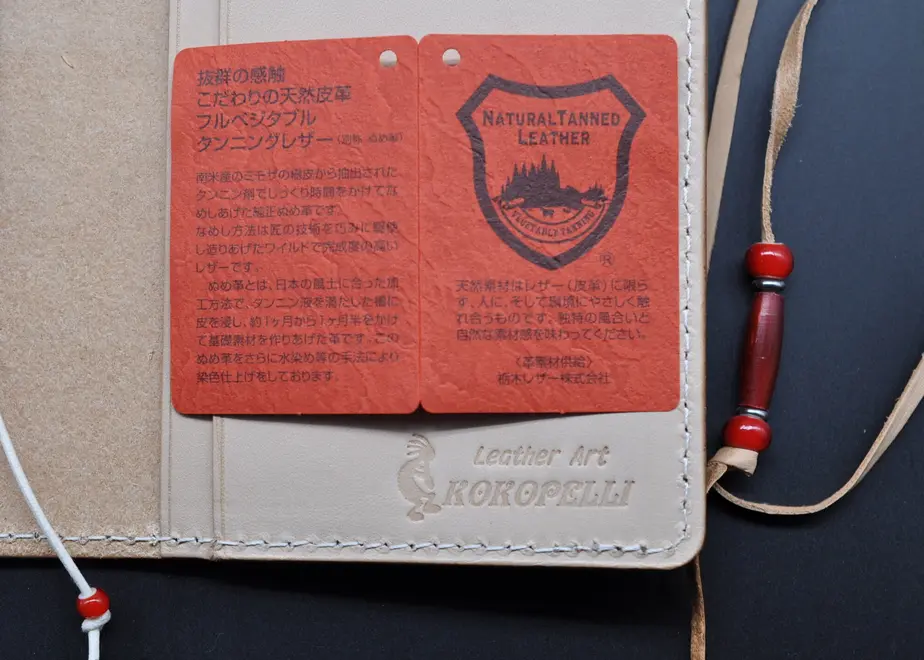 抜群の感触
こだわりの天然皮革
フルベジタブル
タンニングレザー(通称 ぬめ革)
南米産のミモザの樹皮から抽出された
タンニン剤でじっくり時間をかけてな
めしあげた純正ぬめ革です。
なめし方法は匠の技術を巧みに駆使
し造りあげたワイルドで完成度の高い
レザーです。
ぬめ革とは、日本の風土に合った加
工方法で、タンニン液を満たした槽に
皮を浸し、約1ヶ月から1ヶ月半をかけ
て基礎素材を作りあげた革です。この
ぬめ革をさらに水染め等の手法により
染色仕上げをしております。
NATURAL TANNED
LEATHER
VEGETABLE TANNING
®
天然素材はレザー(皮革)に限ら
ず、人に、そして環境にやさしく触
れ合うものです。独特の風合いと
自然な素材感を味わってください。
〈革素材供給〉
栃木レザー株式会社
Leather Art
KOKOPELLI